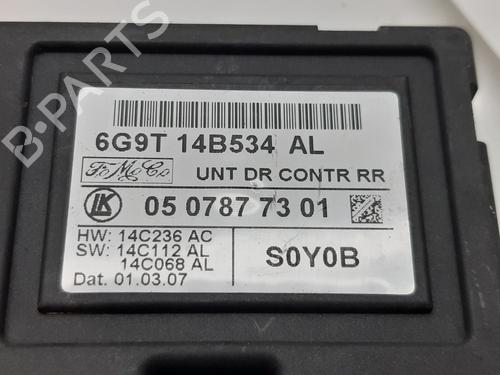 B-PARTS
6G9T 14B534 AL
FoMoCo
UNT DR CONTR RR
LK 05 0787 73 01
HW: 14C236 AC
SW: 14C112 AL
14C068 AL
Dat. 01.03.07
S0Y0B